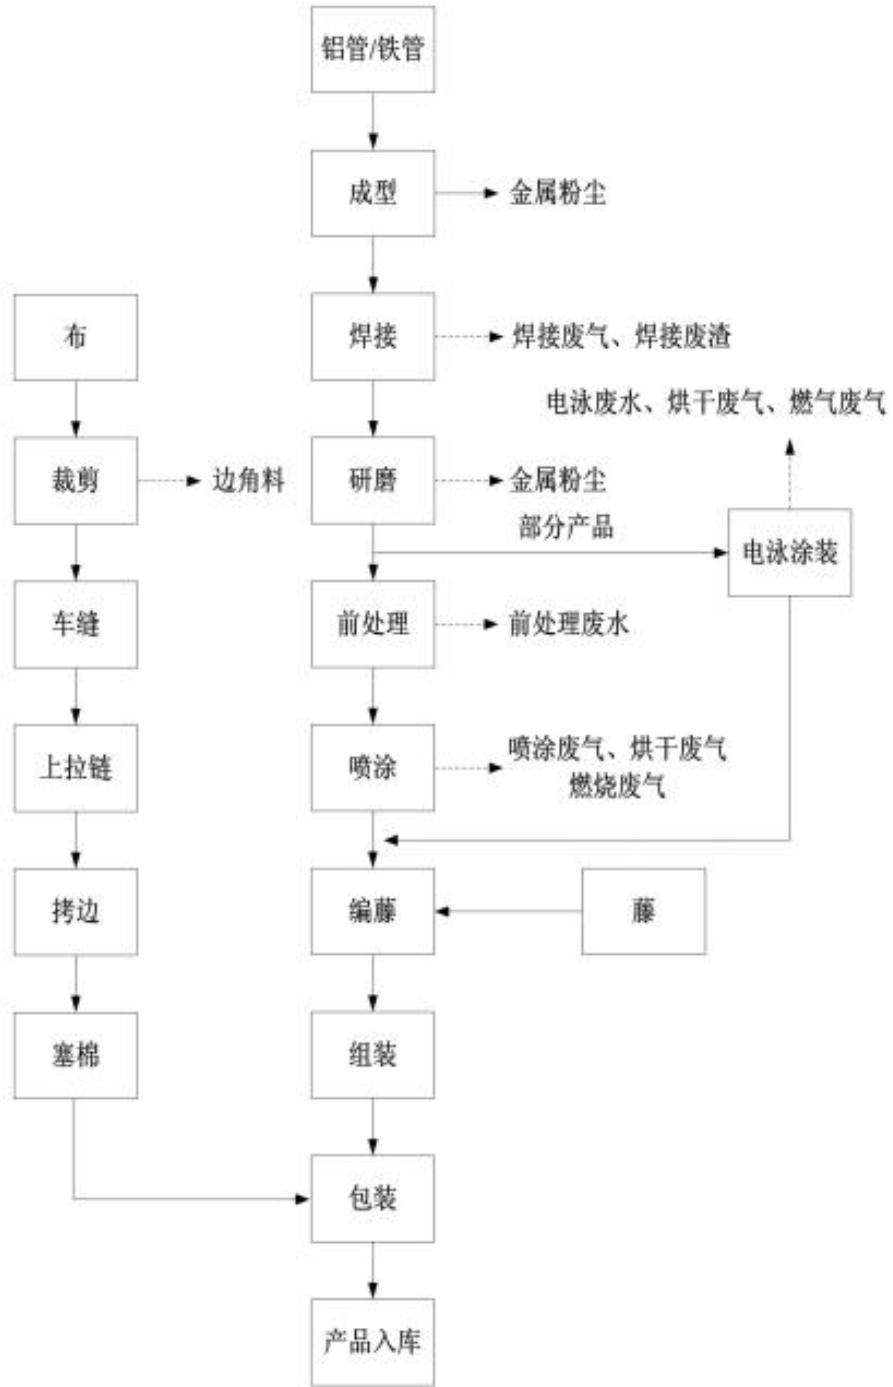 铝管/铁管
成型
金属粉尘
布
焊接
焊接废气、焊接废渣
电泳废水、烘干废气、燃气废气
裁剪
边角料
研磨
金属粉尘
部分产品
电泳涂装
车缝
前处理
前处理废水
上拉链
喷涂
喷涂废气、烘干废气
燃烧废气
拷边
编藤
藤
塞棉
组装
包装
产品入库